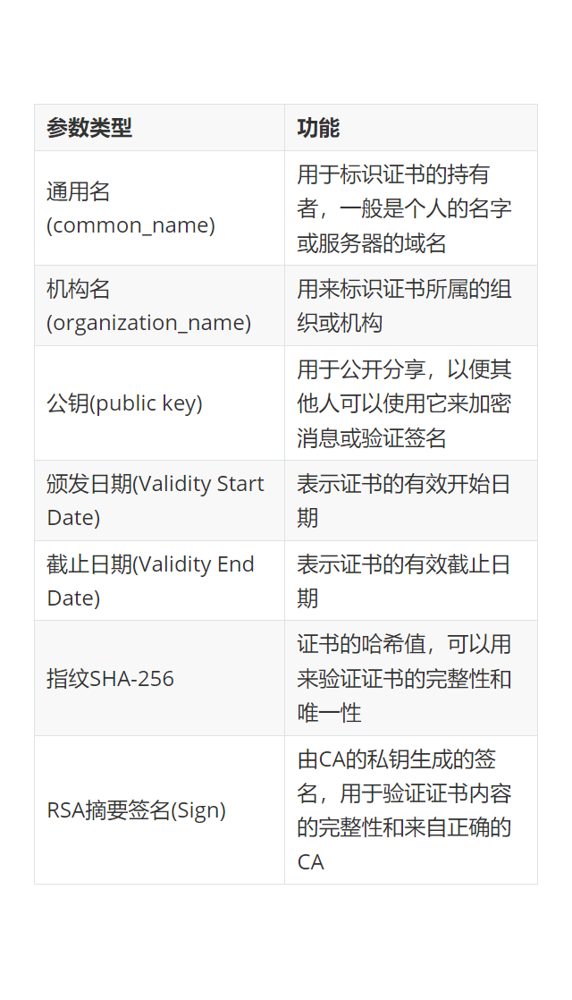 参数类型
功能
通用名
(common_name)
用于标识证书的持有
者，一般是个人的名字
或服务器的域名
机构名
(organization_name)
用来标识证书所属的组
织或机构
公钥(public key)
用于公开分享，以便其
他人可以使用它来加密
消息或验证签名
颁发日期(Validity Start
Date)
表示证书的有效开始日
期
截止日期(Validity End
Date)
表示证书的有效截止日
期
指纹SHA-256
证书的哈希值，可以用
来验证证书的完整性和
唯一性
RSA摘要签名(Sign)
由CA的私钥生成的签
名，用于验证证书内容
的完整性和来自正确的
CA